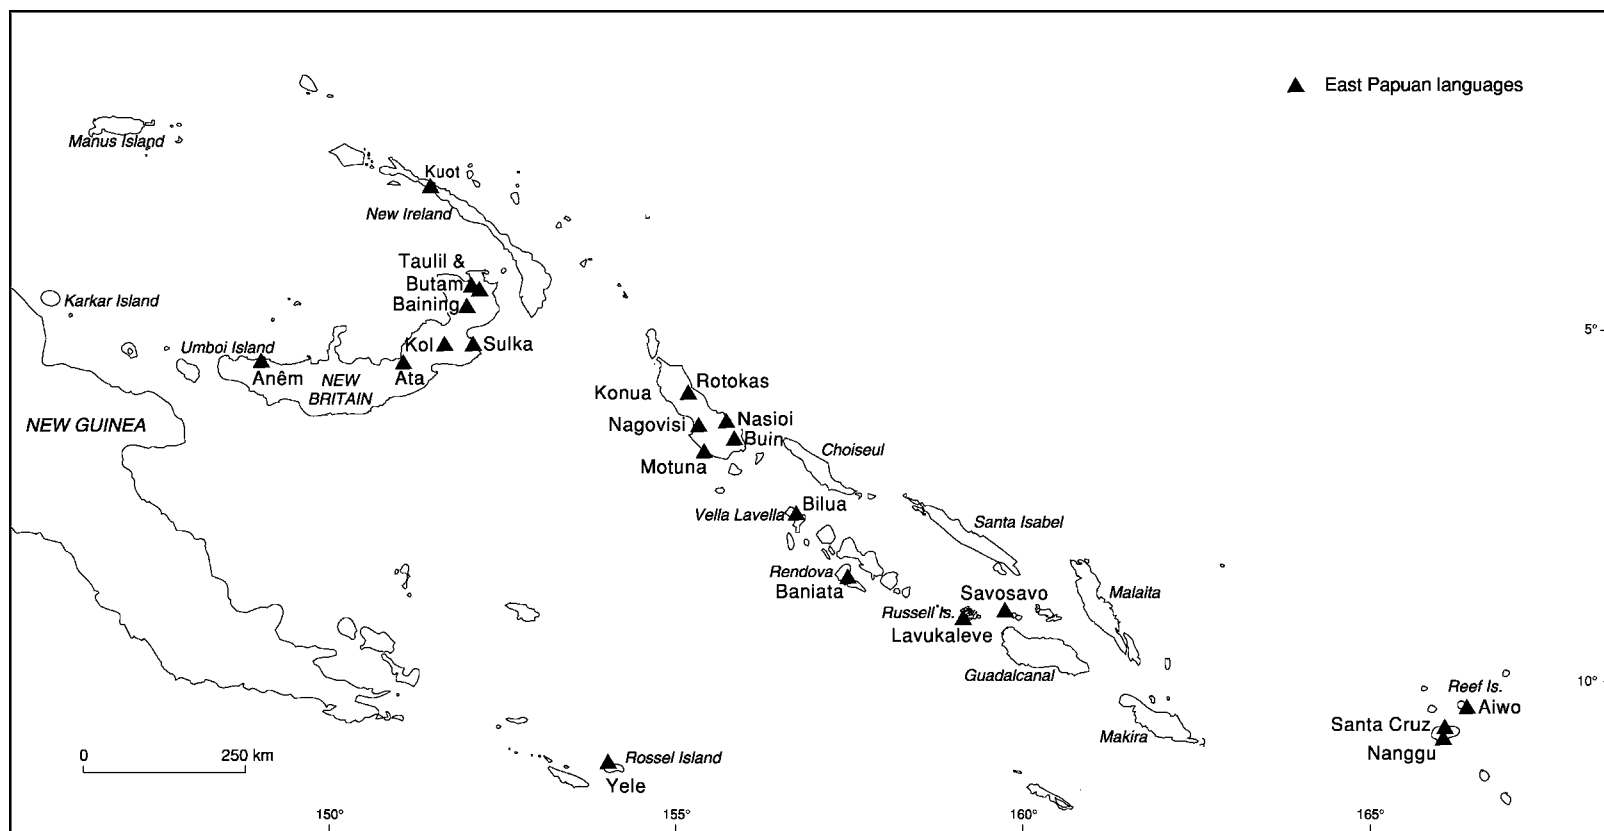 East Papuan languages
Manus Island
Kuot
New Ireland
Taulil &
Butam
Baining
Karkar Island
5°
Umboi Island
Kol
Sulka
Anêm
NEW
BRITAIN
Ata
Rotokas
Konua
NEW GUINEA
Nagovisi
Nasioi
Buin
Choiseul
Motuna
Bilua
Vella Lavella
Santa Isabel
Rendova
Baniata
Savosavo
Malaita
Russell Is.
Lavukaleve
Guadalcanal
10°
Reef Is.
Aiwo
Santa Cruz
Makira
Nanggu
0
250 km
Rossel Island
Yele
150°
155°
160°
165°